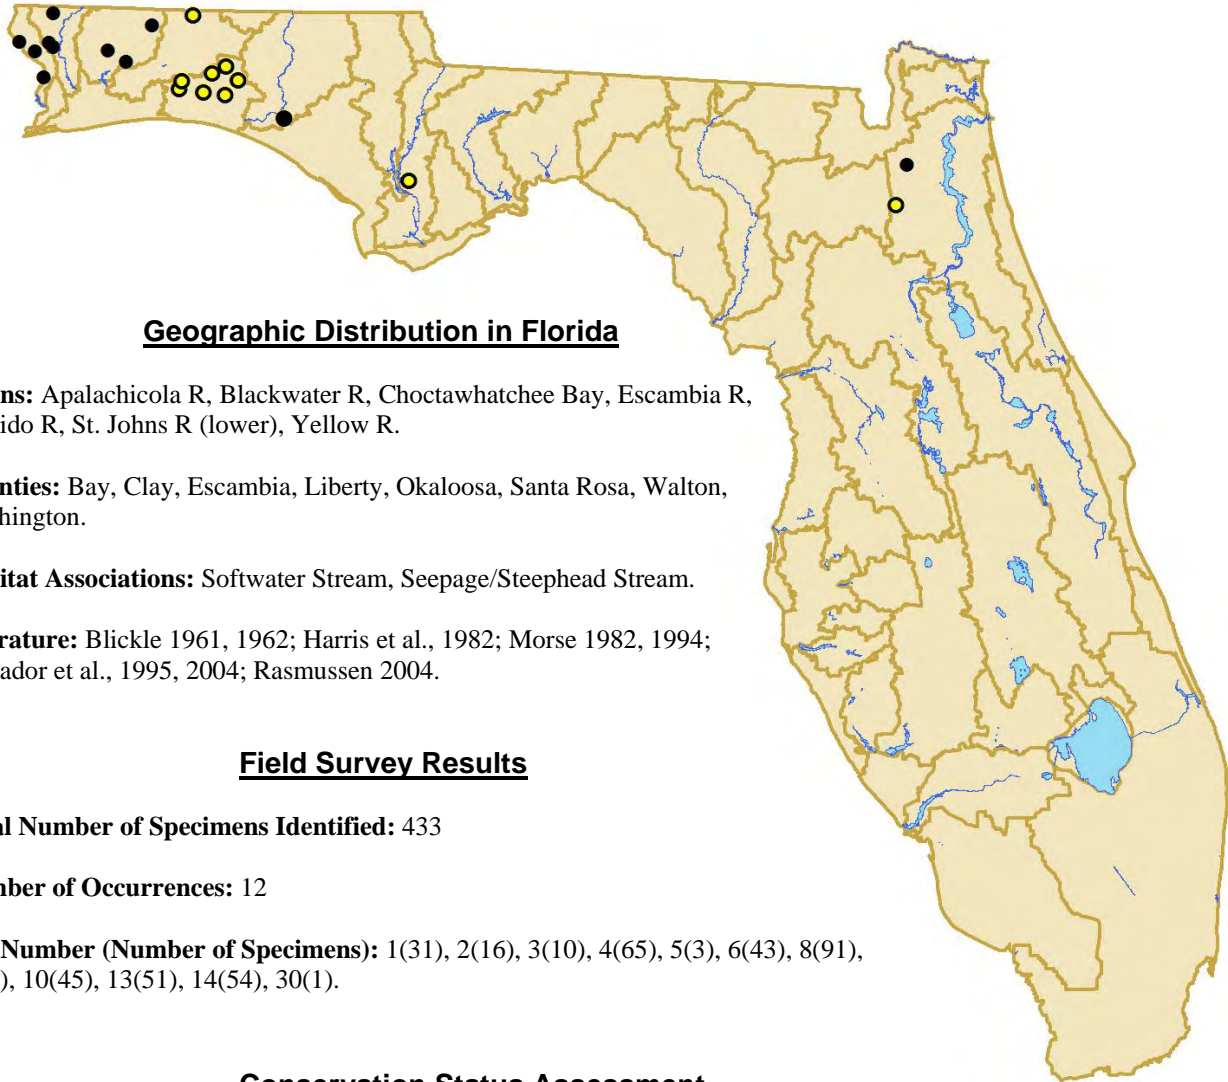 Geographic Distribution in Florida
ns: Apalachicola R, Blackwater R, Choctawhatchee Bay, Escambia R,
ido R, St. Johns R (lower), Yellow R.
nties: Bay, Clay, Escambia, Liberty, Okaloosa, Santa Rosa, Walton,
hington.
itat Associations: Softwater Stream, Seepage/Steephead Stream.
rature: Blickle 1961, 1962; Harris et al., 1982; Morse 1982, 1994;
ador et al., 1995, 2004; Rasmussen 2004.
Field Survey Results
al Number of Specimens Identified: 433
nber of Occurrences: 12
Number (Number of Specimens): 1(31), 2(16), 3(10), 4(65), 5(3), 6(43), 8(91),
), 10(45), 13(51), 14(54), 30(1).
Conservation Status Assessment